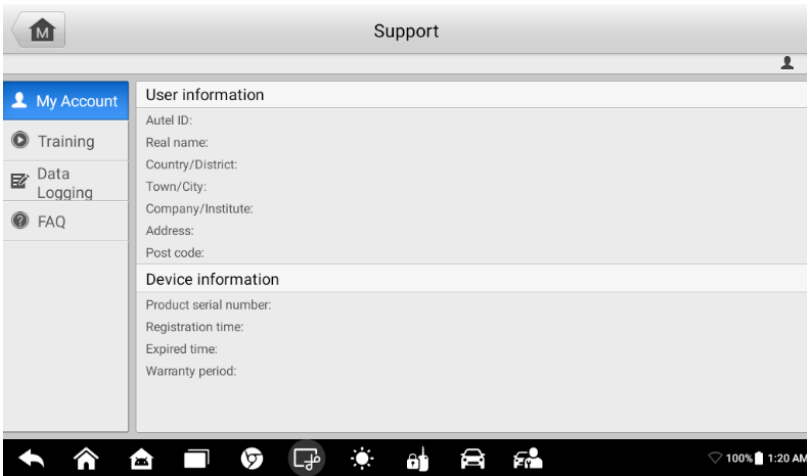 M
Support
My Account
Training
Data
Logging
FAQ
User information
Autel ID:
Real name:
Country/District:
Town/City:
Company/Institute:
Address:
Post code:
Device information
Product serial number:
Registration time:
Expired time:
Warranty period:
100% 1:20 AM